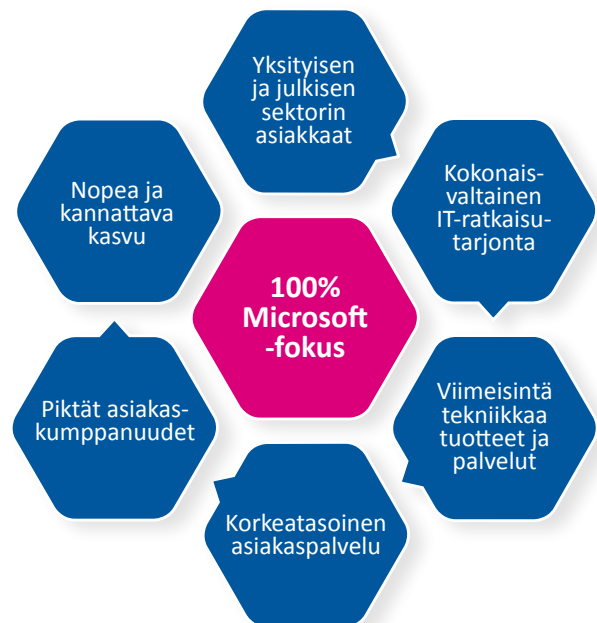 Yksityisen
ja julkisen
sektorin
asiakkaat
Kokonais-
valtainen
IT-ratkaisu-
tarjonta
Viimeisintä
tekniikkaa
tuotteet ja
palvelut
Korkeatasoinen
asiakaspalvelu
Piktät asiakas-
kumppanuudet
Nopea ja
kannattava
kasvu
100%
Microsoft
-fokus